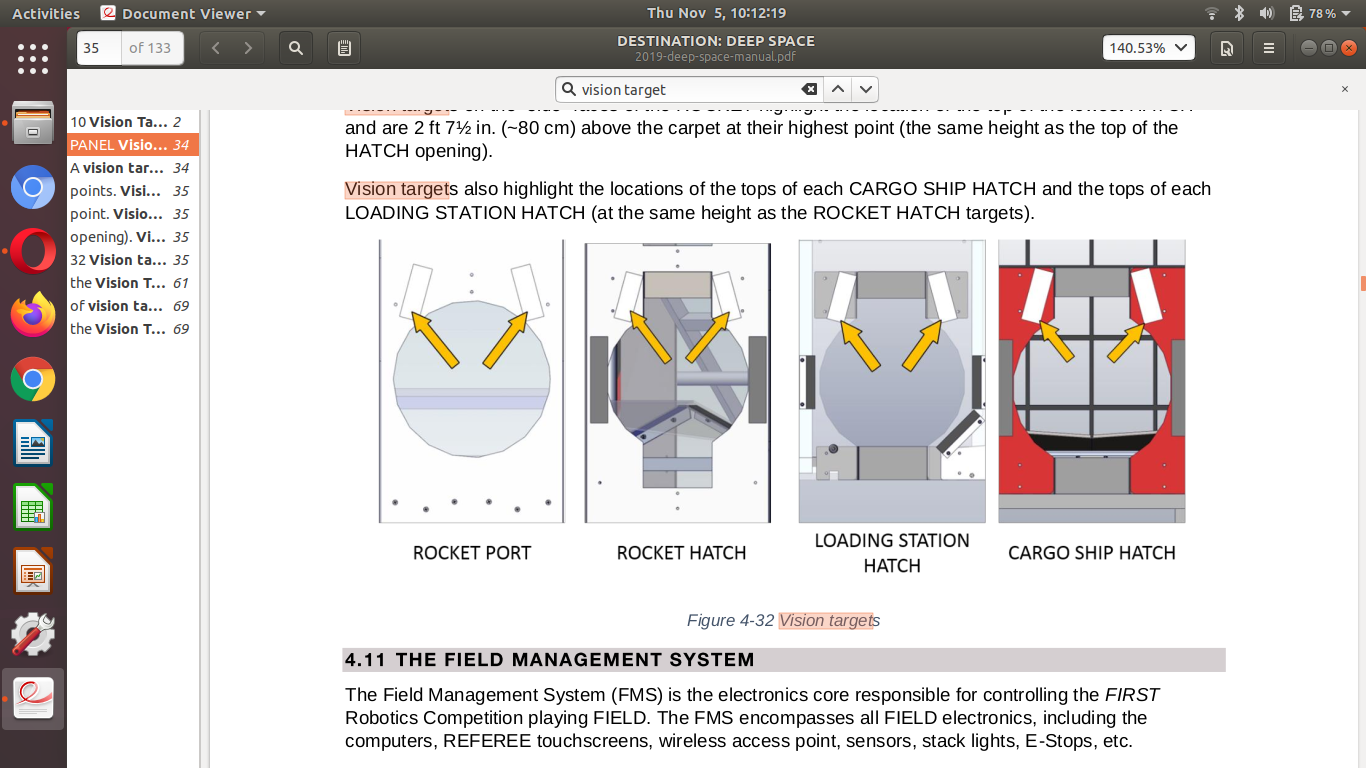 Activities
Document Viewer
Thu Nov 5, 10:12:19
78 %
35
of 133
DESTINATION: DEEP SPACE
2019-deep-space-manual.pdf
140.53%
vision target
10 Vision Ta... 2
PANEL Visio... 34
A vision tar... 34
points. Visi... 35
point. Visio... 35
opening). Vi... 35
32 Vision ta... 35
the Vision T... 61
of vision ta... 69
the Vision T... 69
and are 2 ft 7½ in. (~80 cm) above the carpet at their highest point (the same height as the top of the
HATCH opening).
Vision targets also highlight the locations of the tops of each CARGO SHIP HATCH and the tops of each
LOADING STATION HATCH (at the same height as the ROCKET HATCH targets).
ROCKET PORT
ROCKET HATCH
LOADING STATION
HATCH
CARGO SHIP HATCH
Figure 4-32 Vision targets
4.11 THE FIELD MANAGEMENT SYSTEM
The Field Management System (FMS) is the electronics core responsible for controlling the FIRST
Robotics Competition playing FIELD. The FMS encompasses all FIELD electronics, including the
computers, REFEREE touchscreens, wireless access point, sensors, stack lights, E-Stops, etc.